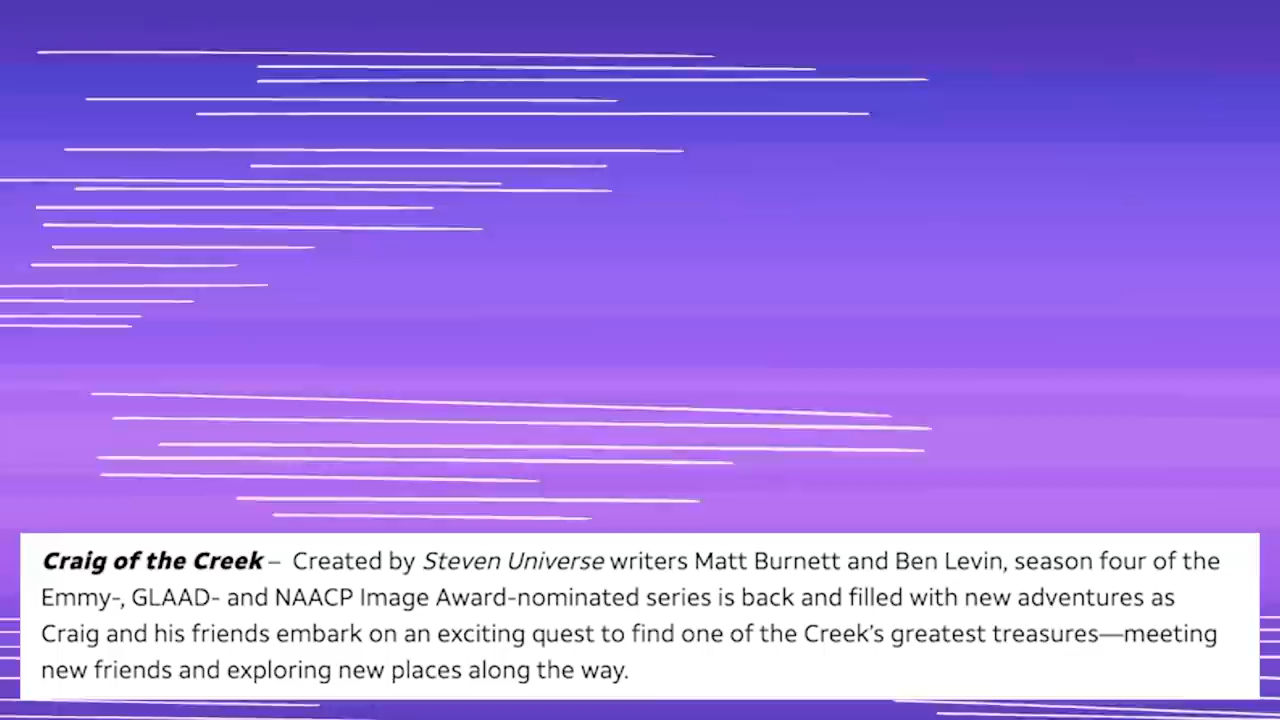 Craig of the Creek – Created by Steven Universe writers Matt Burnett and Ben Levin, season four of the
Emmy-, GLAAD- and NAACP Image Award-nominated series is back and filled with new adventures as
Craig and his friends embark on an exciting quest to find one of the Creek’s greatest treasures—meeting
new friends and exploring new places along the way.